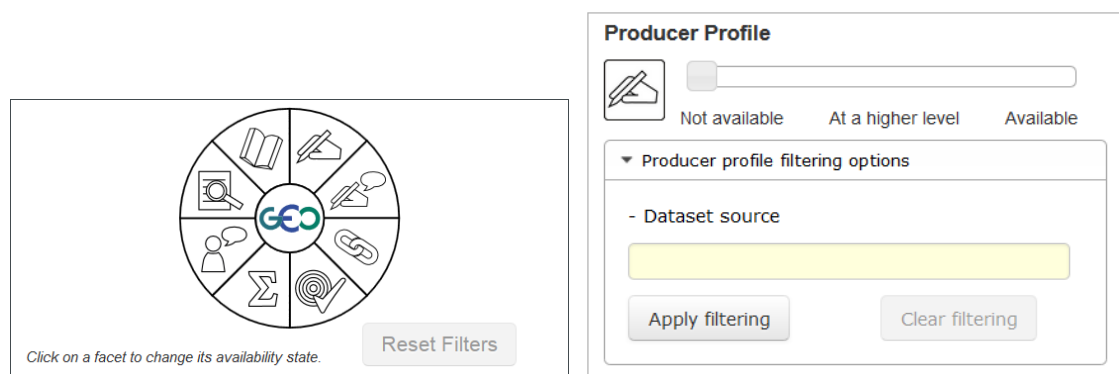 GEO
Click on a facet to change its availability state.
Reset Filters
Producer Profile
Not available At a higher level Available
Producer profile filtering options
- Dataset source
Apply filtering Clear filtering